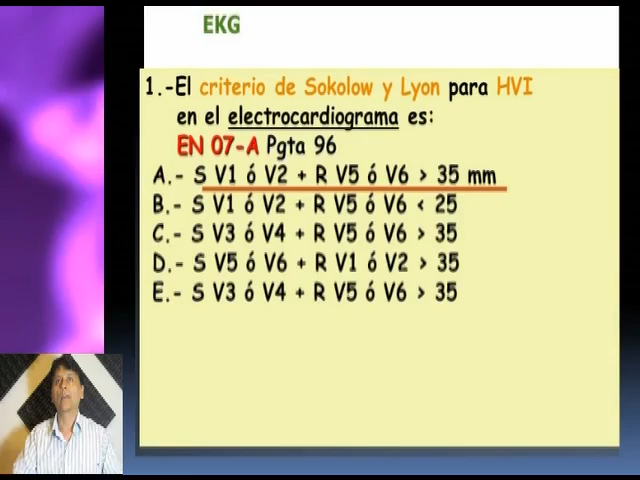 EKG
1.-El criterio de Sokolow y Lyon para HVI
en el electrocardiograma es:
EN 07-A Pgta 96
A.- S V1 ó V2 + R V5 ó V6 > 35 mm
B.- S V1 ó V2 + R V5 ó V6 < 25
C.- S V3 ó V4 + R V5 ó V6 > 35
D.- S V5 ó V6 + R V1 ó V2 > 35
E.- S V3 ó V4 + R V5 ó V6 > 35